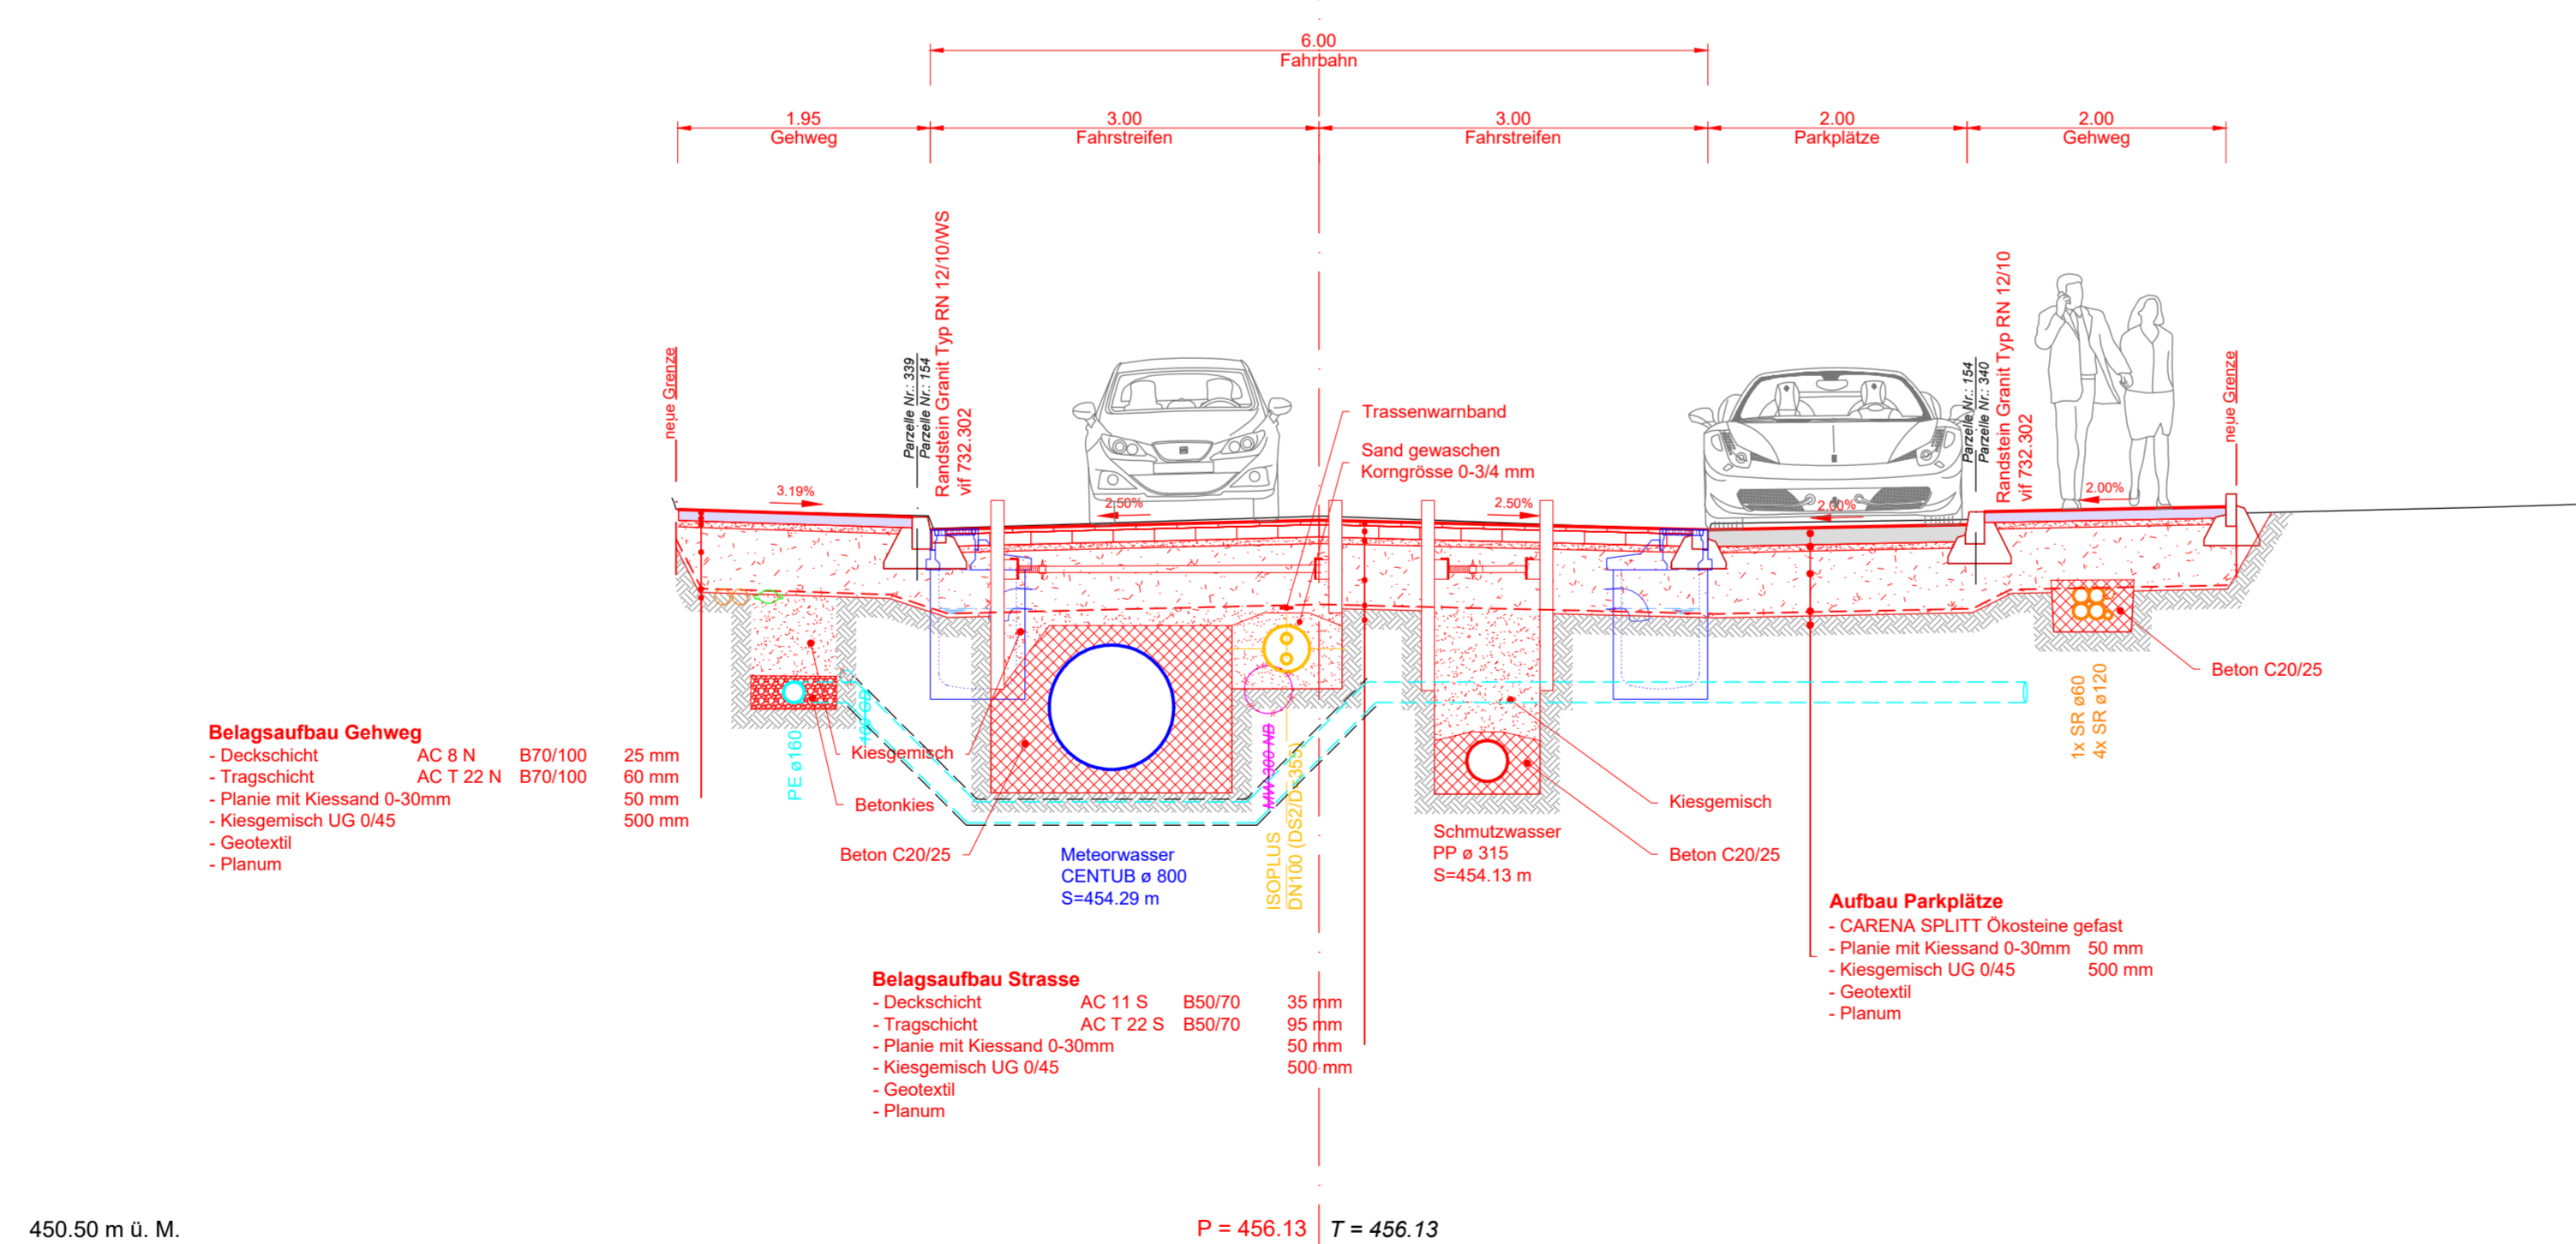 6.00
Fahrbahn
1.95
Gehweg
3.00
Fahrstreifen
3.00
Fahrstreifen
2.00
Parkplätze
2.00
Gehweg
neue Grenze
Parzelle Nr.: 339
Parzelle Nr.: 154
Randstein Granit Typ RN 12/10/WS
vif 732.302
Trassenwarnband
Sand gewaschen
Korngrösse 0-3/4 mm
Parzelle Nr.: 154
Parzelle Nr.: 340
Randstein Granit Typ RN 12/10
vif 732.302
neue Grenze
3.19%
2.50%
2.50%
2.00%
2.00%
Belagsaufbau Gehweg
- Deckschicht AC 8 N B70/100 25 mm
- Tragschicht AC T 22 N B70/100 60 mm
- Planie mit Kiessand 0-30mm 50 mm
- Kiesgemisch UG 0/45 500 mm
- Geotextil
- Planum
PE ø160
Kiesgemisch
Betonkies
Beton C20/25
Meteorwasser
CENTUB ø 800
S=454.29 m
MW 300 NB
ISOPLUS
DN100 (DS2/D=355)
Schmutzwasser
PP ø 315
S=454.13 m
Kiesgemisch
Beton C20/25
1x SR ø60
4x SR ø120
Beton C20/25
Aufbau Parkplätze
- CARENA SPLITT Ökosteine gefast
- Planie mit Kiessand 0-30mm 50 mm
- Kiesgemisch UG 0/45 500 mm
- Geotextil
- Planum
Belagsaufbau Strasse
- Deckschicht AC 11 S B50/70 35 mm
- Tragschicht AC T 22 S B50/70 95 mm
- Planie mit Kiessand 0-30mm 50 mm
- Kiesgemisch UG 0/45 500 mm
- Geotextil
- Planum
450.50 m ü. M.
P = 456.13
T = 456.13